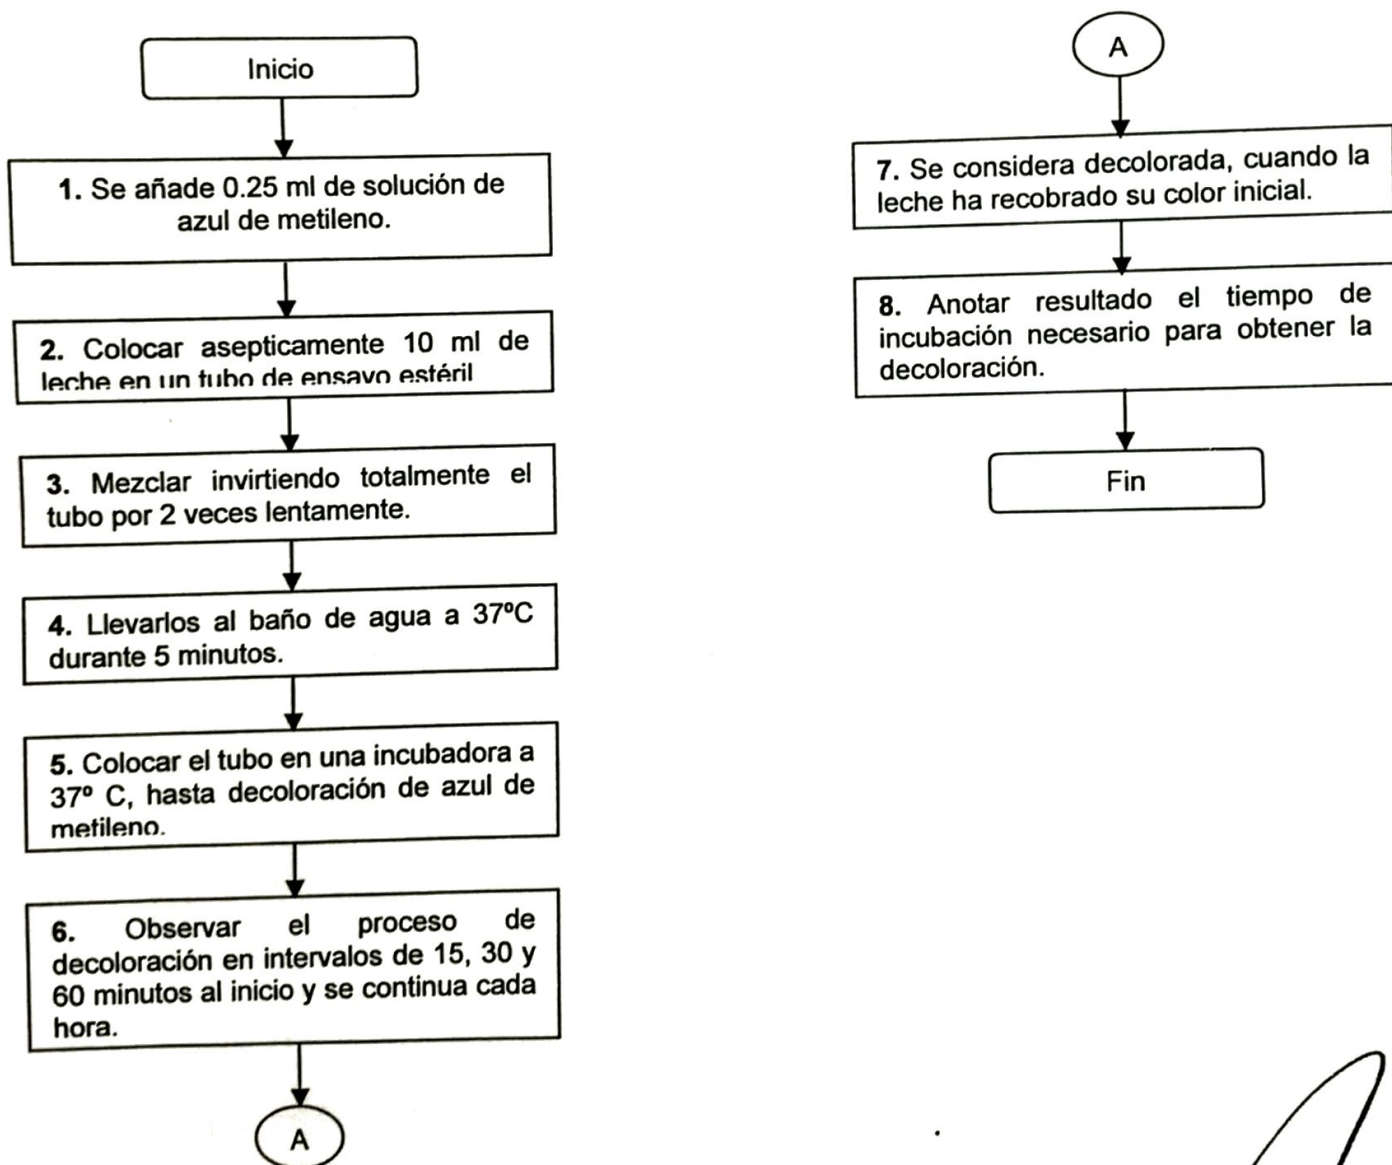 Inicio
1. Se añade 0.25 ml de solución de
azul de metileno.
2. Colocar asepticamente 10 ml de
leche en un tubo de ensayo estéril
3. Mezclar invirtiendo totalmente el
tubo por 2 veces lentamente.
4. Llevarlos al baño de agua a 37ºC
durante 5 minutos.
5. Colocar el tubo en una incubadora a
37º C, hasta decoloración de azul de
metileno.
6. Observar el proceso de
decoloración en intervalos de 15, 30 y
60 minutos al inicio y se continua cada
hora.
A
A
7. Se considera decolorada, cuando la
leche ha recobrado su color inicial.
8. Anotar resultado el tiempo de
incubación necesario para obtener la
decoloración.
Fin